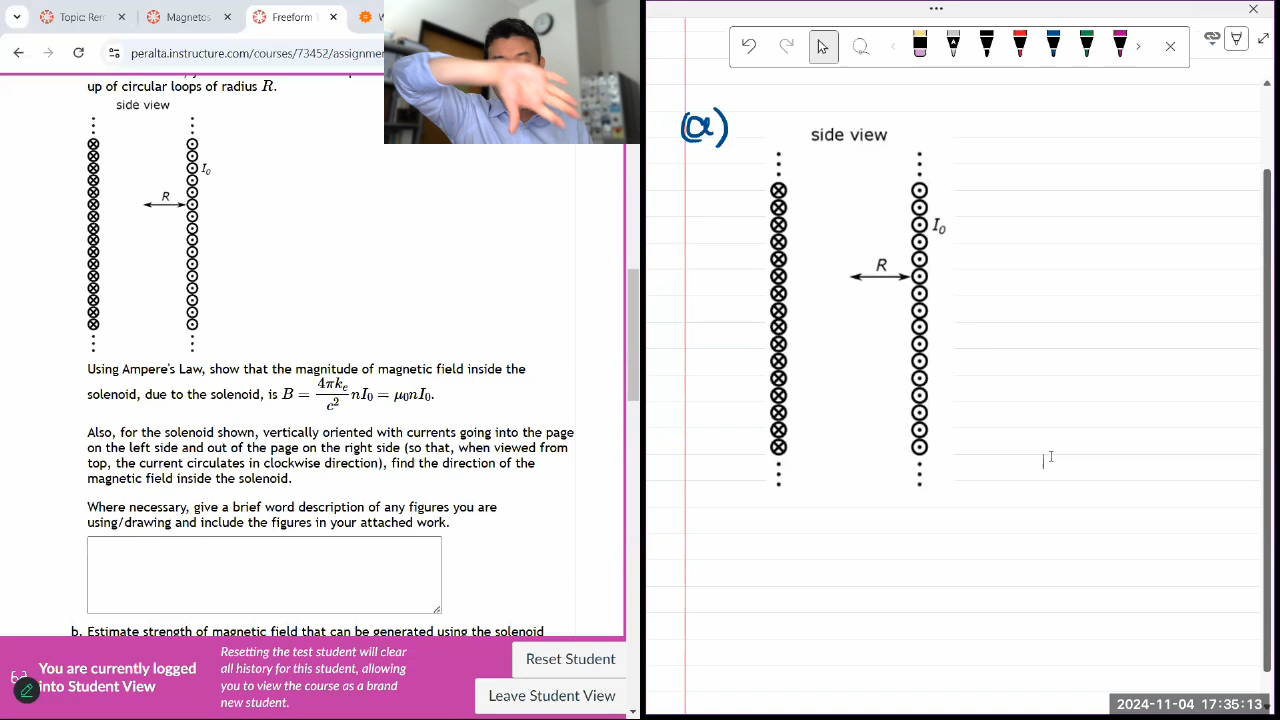 Topic: Rem
Magnetos
Freeform
W
peralta.instructure.com/course/73452/assignmen
up of circular loops of radius R.
side view
I₀
R
Using Ampere's Law, show that the magnitude of magnetic field inside the
solenoid, due to the solenoid, is B = 4πkₑ/c² nI₀ = μ₀nI₀.
Also, for the solenoid shown, vertically oriented with currents going into the page
on the left side and out of the page on the right side (so that, when viewed from
top, the current circulates in clockwise direction), find the direction of the
magnetic field inside the solenoid.
Where necessary, give a brief word description of any figures you are
using/drawing and include the figures in your attached work.
b. Estimate strength of magnetic field that can be generated using the solenoid
You are currently logged
into Student View
Resetting the test student will clear
all history for this student, allowing
you to view the course as a brand
new student.
Reset Student
Leave Student View
(a)
side view
I₀
R
2024-11-04 17:35:13